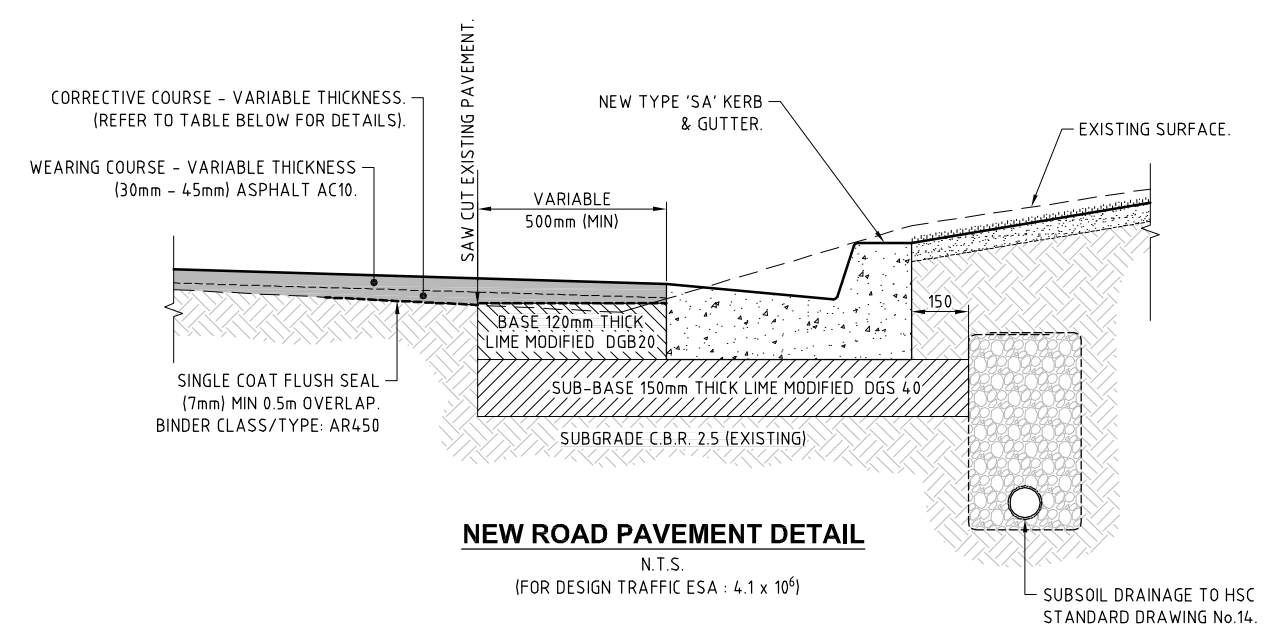 SAW CUT EXISTING PAVEMENT.
CORRECTIVE COURSE - VARIABLE THICKNESS.
(REFER TO TABLE BELOW FOR DETAILS).
WEARING COURSE - VARIABLE THICKNESS
(30mm - 45mm) ASPHALT AC10.
VARIABLE
500mm (MIN)
NEW TYPE 'SA' KERB
& GUTTER.
EXISTING SURFACE.
150
BASE 120mm THICK
LIME MODIFIED DGB20
SINGLE COAT FLUSH SEAL
(7mm) MIN 0.5m OVERLAP.
BINDER CLASS/TYPE: AR450
SUB-BASE 150mm THICK LIME MODIFIED DGS 40
SUBGRADE C.B.R. 2.5 (EXISTING)
NEW ROAD PAVEMENT DETAIL
N.T.S.
(FOR DESIGN TRAFFIC ESA : 4.1 x 10⁶)
SUBSOIL DRAINAGE TO HSC
STANDARD DRAWING No.14.